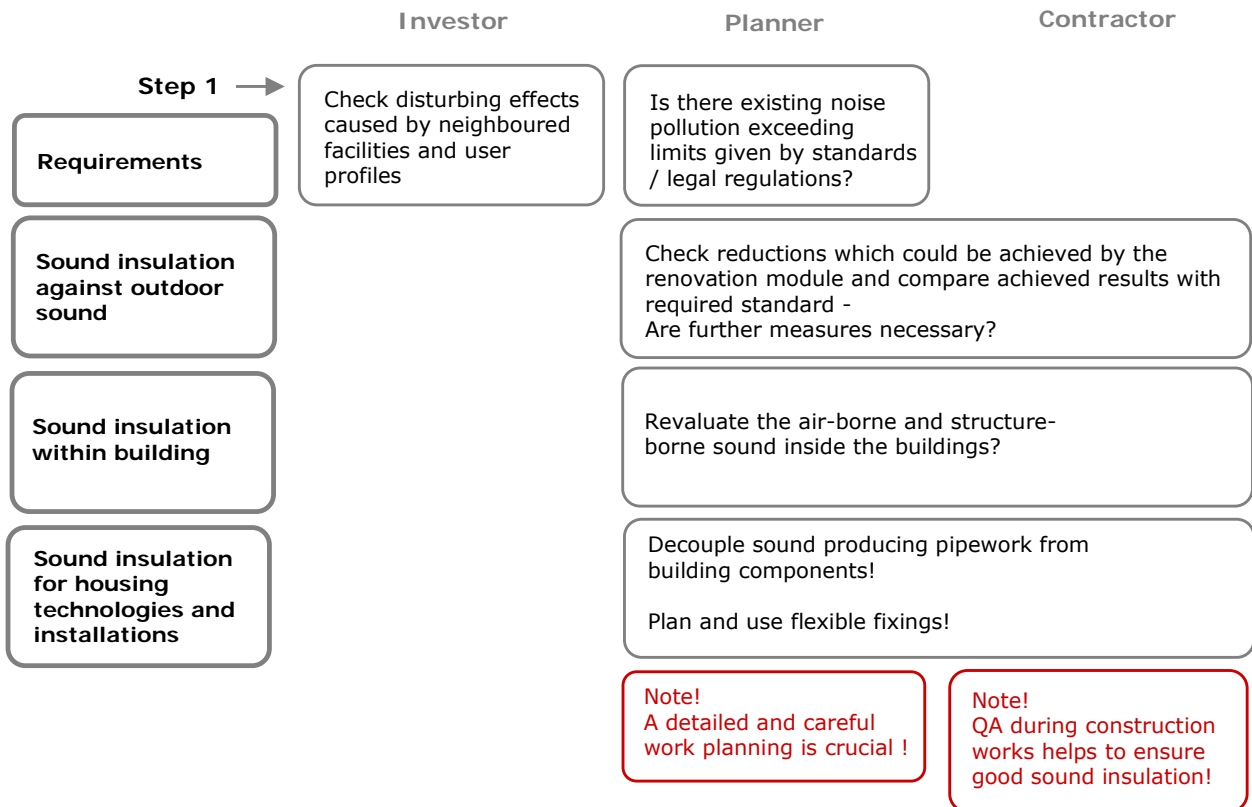 Investor
Planner
Contractor
Step 1
Check disturbing effects
caused by neighboured
facilities and user
profiles
Is there existing noise
pollution exceeding
limits given by standards
/ legal regulations?
Requirements
Sound insulation
against outdoor
sound
Check reductions which could be achieved by the
renovation module and compare achieved results with
required standard -
Are further measures necessary?
Sound insulation
within building
Revaluate the air-borne and structure-
borne sound inside the buildings?
Sound insulation
for housing
technologies and
installations
Decouple sound producing pipework from
building components!
Plan and use flexible fixings!
Note!
A detailed and careful
work planning is crucial !
Note!
QA during construction
works helps to ensure
good sound insulation!